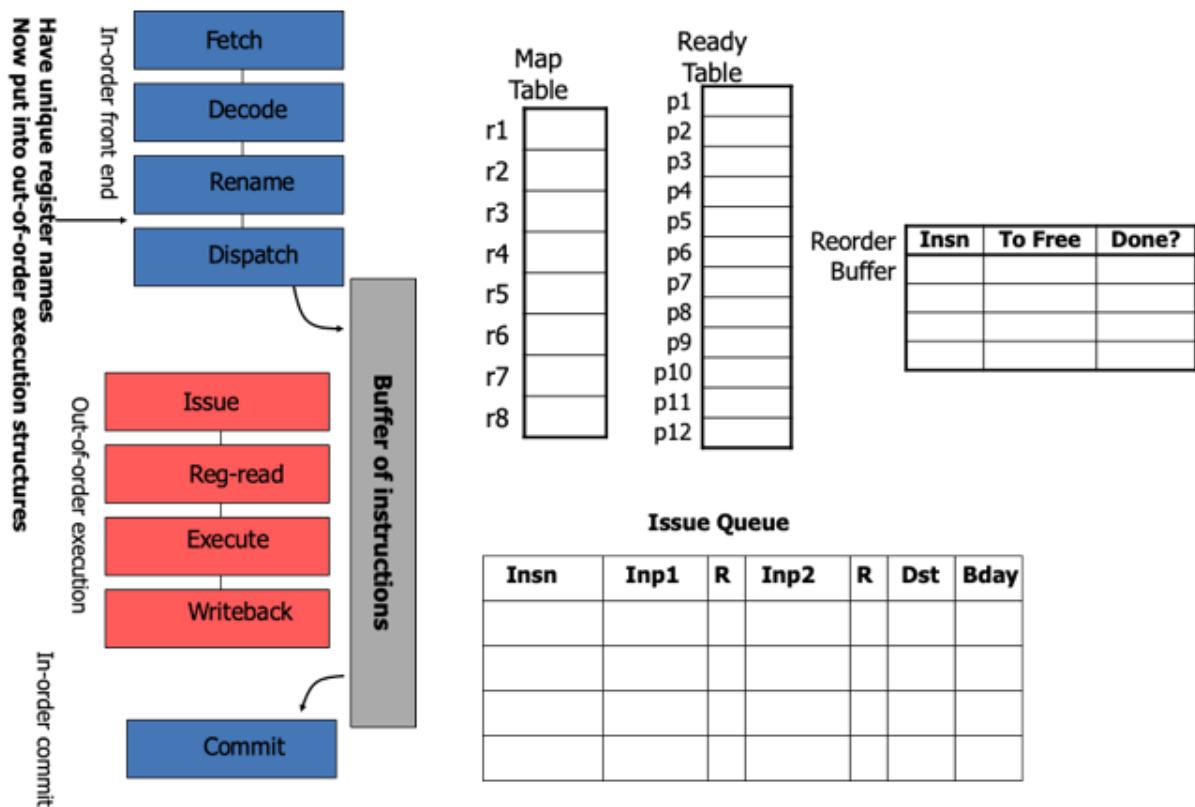 Have unique register names
Now put into out-of-order execution structures
In-order front end
Fetch
Decode
Rename
Dispatch
Out-of-order execution
Issue
Reg-read
Execute
Writeback
In-order commit
Commit
Buffer of instructions
Map
Table
r1
r2
r3
r4
r5
r6
r7
r8
Ready
Table
p1
p2
p3
p4
p5
p6
p7
p8
p9
p10
p11
p12
Reorder
Buffer
Insn To Free Done?
Issue Queue
Insn Inp1 R Inp2 R Dst Bday